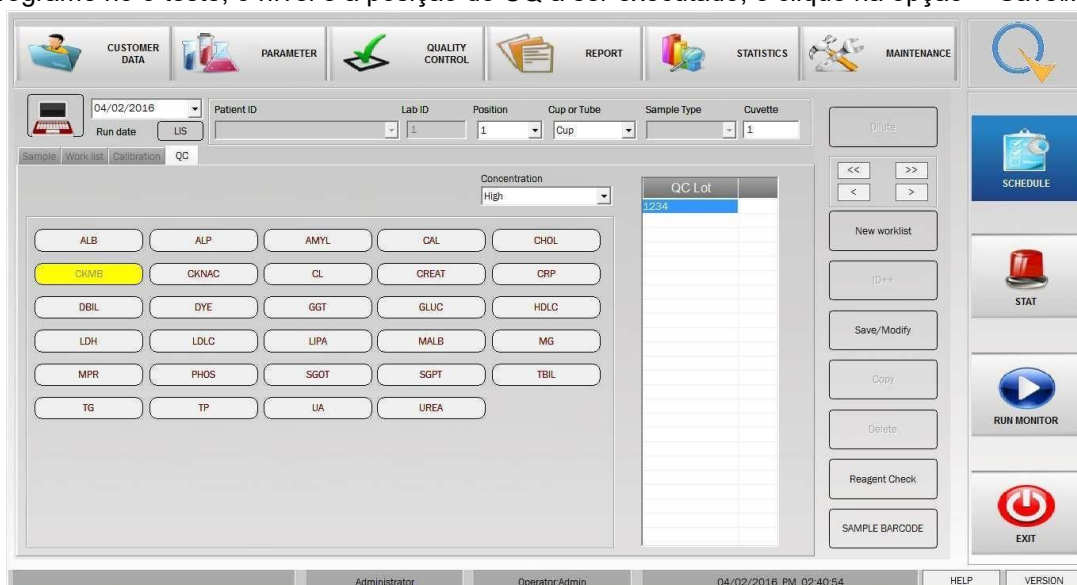 CUSTOMER DATA
PARAMETER
QUALITY CONTROL
REPORT
STATISTICS
MAINTENANCE
04/02/2016
Run date
LIS
Patient ID
Lab ID
1
Position
1
Cup or Tube
Cup
Sample Type
Cuvette
1
Dilute
Sample
Work list
Calibration
QC
Concentration
High
QC Lot
1234
<< >>
< >
ALB ALP AMYL CAL CHOL
CKMB CKNAC CL CREAT CRP
DBIL DYE GGT GLUC HDLC
LDH LDLC LIPA MALB MG
MPR PHOS SGOT SGPT TBIL
TG TP UA UREA
New worklist
ID++
Save/Modify
Copy
Delete
Reagent Check
SAMPLE BARCODE
SCHEDULE
STAT
RUN MONITOR
EXIT
Administrator
Operator:Admin
04/02/2016 PM 02:40:54
HELP
VERSION